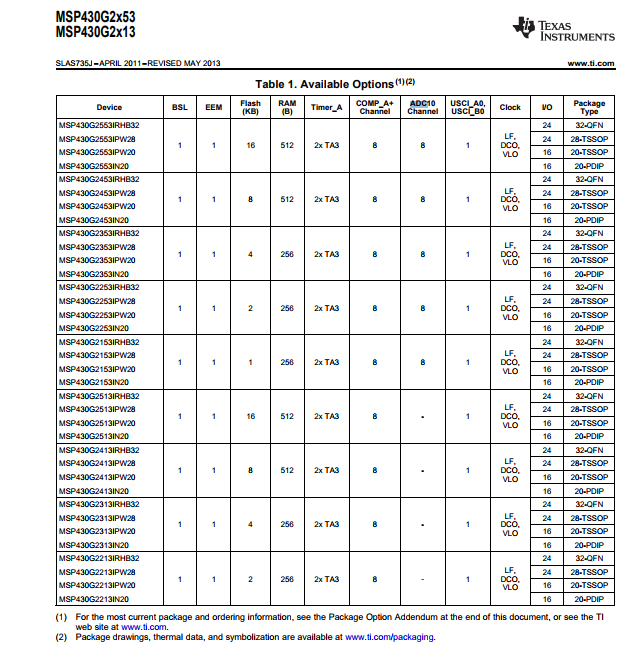 MSP430G2x53
MSP430G2x13
TEXAS
INSTRUMENTS
SLAS735J – APRIL 2011 – REVISED MAY 2013 www.ti.com
Table 1. Available Options(1)(2)
Device BSL EEM Flash (KB) RAM (B) Timer_A COMP_A+ Channel ADC10 Channel USCI_A0, USCI_B0 Clock I/O Package Type
MSP430G2553IRHB32 24 32-QFN
MSP430G2553IPW28 24 28-TSSOP
1 1 16 512 2x TA3 8 8 1 LF, DCO, VLO
MSP430G2553IPW20 16 20-TSSOP
MSP430G2553IN20 16 20-PDIP
MSP430G2453IRHB32 24 32-QFN
MSP430G2453IPW28 24 28-TSSOP
1 1 8 512 2x TA3 8 8 1 LF, DCO, VLO
MSP430G2453IPW20 16 20-TSSOP
MSP430G2453IN20 16 20-PDIP
MSP430G2353IRHB32 24 32-QFN
MSP430G2353IPW28 24 28-TSSOP
1 1 4 256 2x TA3 8 8 1 LF, DCO, VLO
MSP430G2353IPW20 16 20-TSSOP
MSP430G2353IN20 16 20-PDIP
MSP430G2253IRHB32 24 32-QFN
MSP430G2253IPW28 24 28-TSSOP
1 1 2 256 2x TA3 8 8 1 LF, DCO, VLO
MSP430G2253IPW20 16 20-TSSOP
MSP430G2253IN20 16 20-PDIP
MSP430G2153IRHB32 24 32-QFN
MSP430G2153IPW28 24 28-TSSOP
1 1 1 256 2x TA3 8 8 1 LF, DCO, VLO
MSP430G2153IPW20 16 20-TSSOP
MSP430G2153IN20 16 20-PDIP
MSP430G2513IRHB32 24 32-QFN
MSP430G2513IPW28 24 28-TSSOP
1 1 16 512 2x TA3 8 - 1 LF, DCO, VLO
MSP430G2513IPW20 16 20-TSSOP
MSP430G2513IN20 16 20-PDIP
MSP430G2413IRHB32 24 32-QFN
MSP430G2413IPW28 24 28-TSSOP
1 1 8 512 2x TA3 8 - 1 LF, DCO, VLO
MSP430G2413IPW20 16 20-TSSOP
MSP430G2413IN20 16 20-PDIP
MSP430G2313IRHB32 24 32-QFN
MSP430G2313IPW28 24 28-TSSOP
1 1 4 256 2x TA3 8 - 1 LF, DCO, VLO
MSP430G2313IPW20 16 20-TSSOP
MSP430G2313IN20 16 20-PDIP
MSP430G2213IRHB32 24 32-QFN
MSP430G2213IPW28 24 28-TSSOP
1 1 2 256 2x TA3 8 - 1 LF, DCO, VLO
MSP430G2213IPW20 16 20-TSSOP
MSP430G2213IN20 16 20-PDIP
(1) For the most current package and ordering information, see the Package Option Addendum at the end of this document, or see the TI
web site at www.ti.com.
(2) Package drawings, thermal data, and symbolization are available at www.ti.com/packaging.